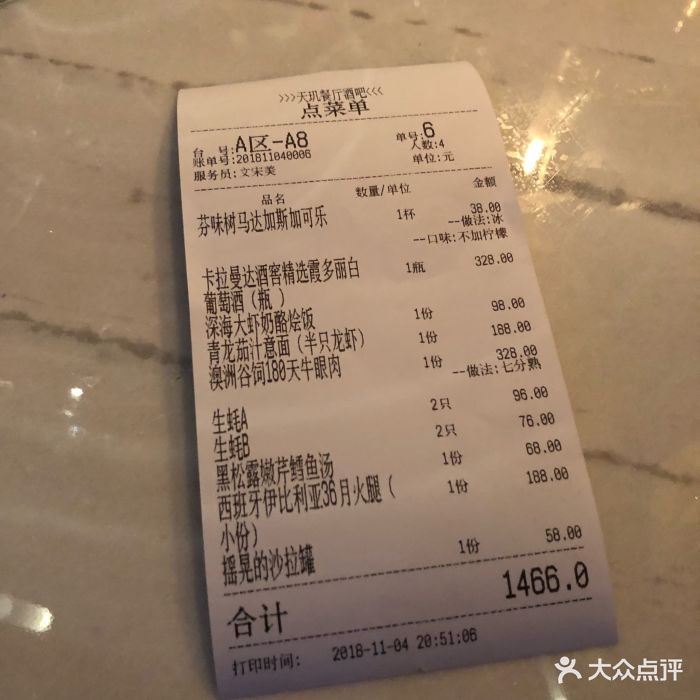 >>>天玑餐厅酒吧<<<
点菜单
台 号:A区-A8 单号:6
账单号:201811040006 人数:4
服务员:文宋美 单位:元
品名 数量/单位 金额
芬味树马达加斯加可乐 1杯 38.00
--做法:冰
--口味:不加柠檬
卡拉曼达酒窖精选霞多丽白 1瓶 328.00
葡萄酒(瓶 )
深海大虾奶酪烩饭 1份 98.00
青龙茄汁意面(半只龙虾) 1份 188.00
澳洲谷饲180天牛眼肉 1份 328.00
--做法:七分熟
生蚝A 2只 96.00
生蚝B 2只 76.00
黑松露嫩芹鳕鱼汤 1份 68.00
西班牙伊比利亚36月火腿( 1份 188.00
小份)
摇晃的沙拉罐 1份 58.00
合计 1466.0
打印时间: 2018-11-04 20:51:06
大众点评